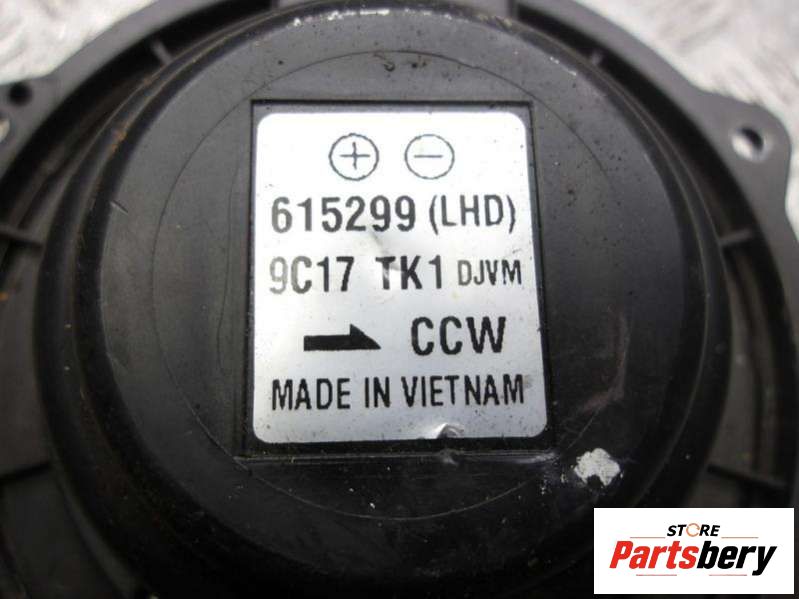 615299 (LHD)
9C17 TK1 DJVM
CCW
MADE IN VIETNAM
STORE
Partsbery